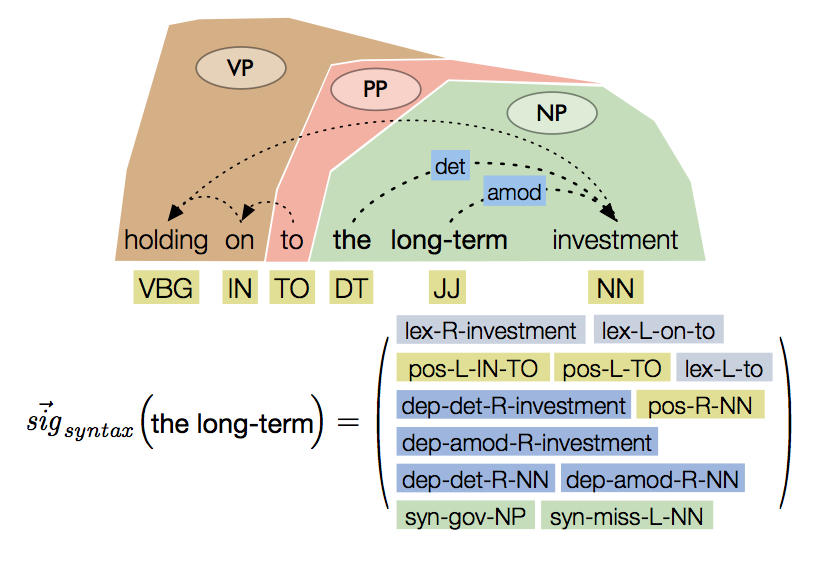 VP
PP
NP
det
amod
holding on to the long-term investment
VBG IN TO DT JJ NN
lex-R-investment lex-L-on-to
pos-L-IN-TO pos-L-TO lex-L-to
dep-det-R-investment pos-R-NN
sig syntax (the long-term) =
dep-amod-R-investment
dep-det-R-NN dep-amod-R-NN
syn-gov-NP syn-miss-L-NN